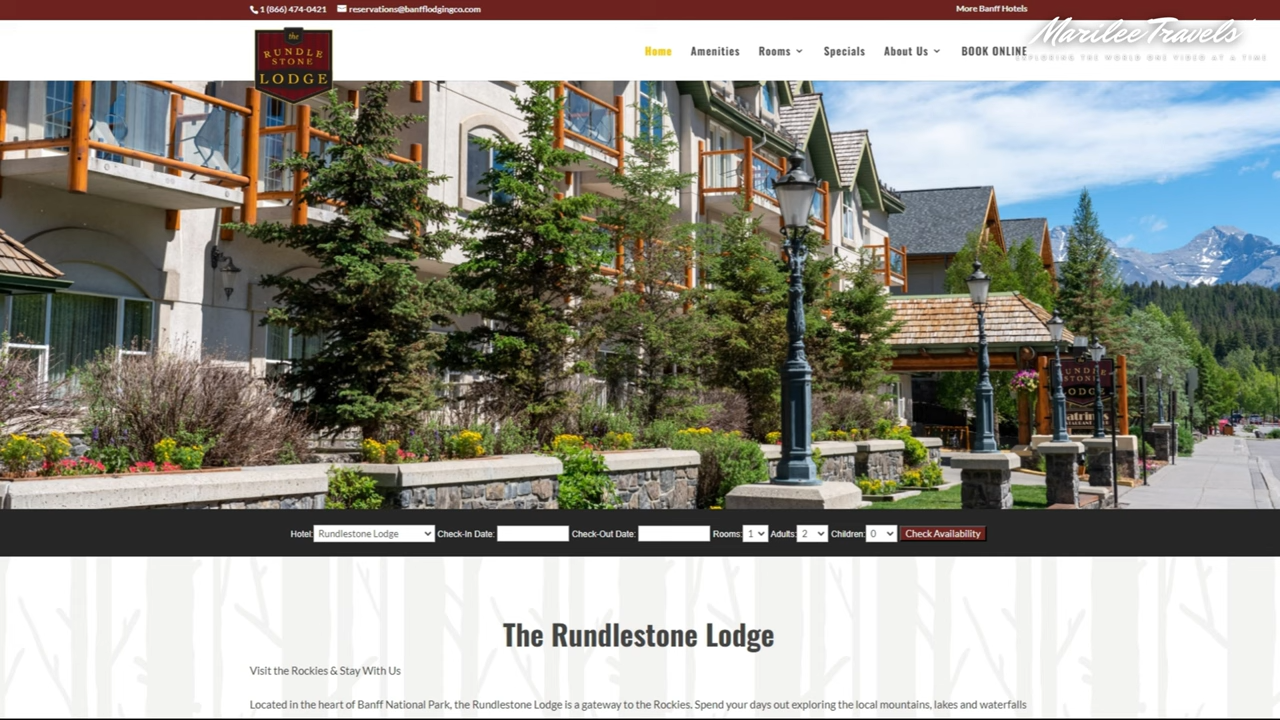 1 (866) 474-0421 reservations@banfflodgingco.com More Banff Hotels
Marilee Travels
EXPLORING THE WORLD ONE VIDEO AT A TIME
the
RUNDLE
STONE
LODGE
Home Amenities Rooms Specials About Us BOOK ONLINE
RUNDLE
STONE
LODGE
Hotel: Rundlestone Lodge Check-In Date: Check-Out Date: Rooms: 1 Adults: 2 Children: 0 Check Availability
The Rundlestone Lodge
Visit the Rockies & Stay With Us
Located in the heart of Banff National Park, the Rundlestone Lodge is a gateway to the Rockies. Spend your days out exploring the local mountains, lakes and waterfalls